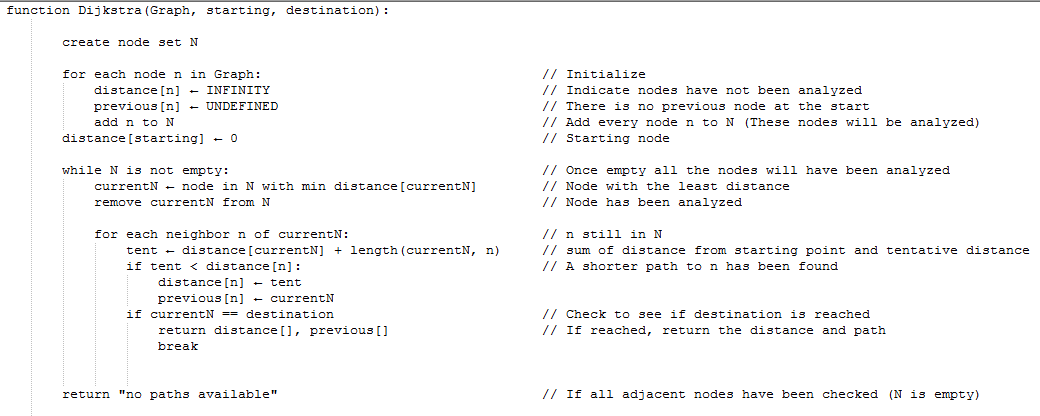 function Dijkstra(Graph, starting, destination):
create node set N
for each node n in Graph: // Initialize
distance[n] ← INFINITY // Indicate nodes have not been analyzed
previous[n] ← UNDEFINED // There is no previous node at the start
add n to N // Add every node n to N (These nodes will be analyzed)
distance[starting] ← 0 // Starting node
while N is not empty: // Once empty all the nodes will have been analyzed
currentN ← node in N with min distance[currentN] // Node with the least distance
remove currentN from N // Node has been analyzed
for each neighbor n of currentN: // n still in N
tent ← distance[currentN] + length(currentN, n) // sum of distance from starting point and tentative distance
if tent < distance[n]: // A shorter path to n has been found
distance[n] ← tent
previous[n] ← currentN
if currentN == destination // Check to see if destination is reached
return distance[], previous[] // If reached, return the distance and path
break
return "no paths available" // If all adjacent nodes have been checked (N is empty)